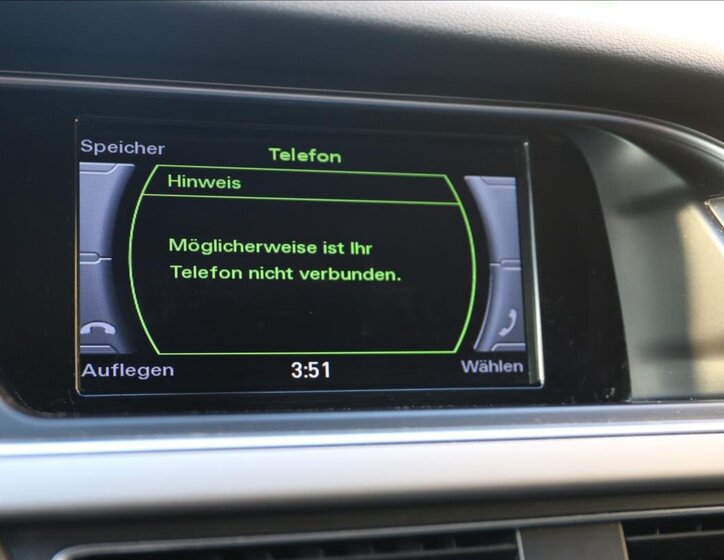 Speicher
Telefon
Hinweis
Möglicherweise ist Ihr
Telefon nicht verbunden.
Auflegen
3:51
Wählen